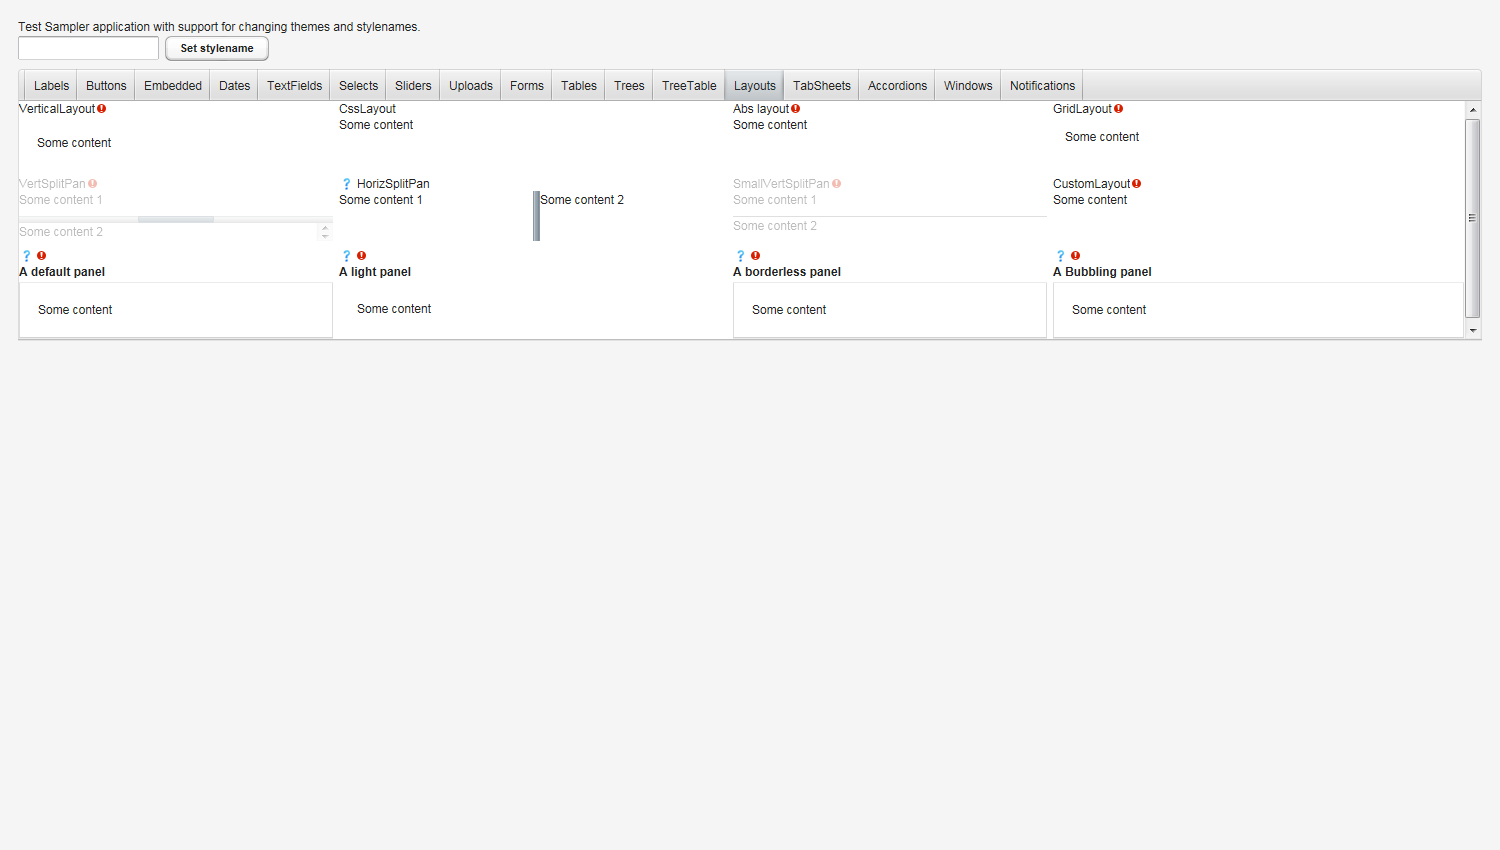 Test Sampler application with support for changing themes and stylenames.
Set stylename
Labels Buttons Embedded Dates TextFields Selects Sliders Uploads Forms Tables Trees TreeTable Layouts TabSheets Accordions Windows Notifications
VerticalLayout CssLayout Abs layout GridLayout
Some content Some content
Some content Some content
VertSplitPan ? HorizSplitPan SmallVertSplitPan CustomLayout
Some content 1 Some content 1 Some content 2 Some content 1 Some content
Some content 2 Some content 2
? ? ? ?
A default panel A light panel A borderless panel A Bubbling panel
Some content Some content Some content Some content